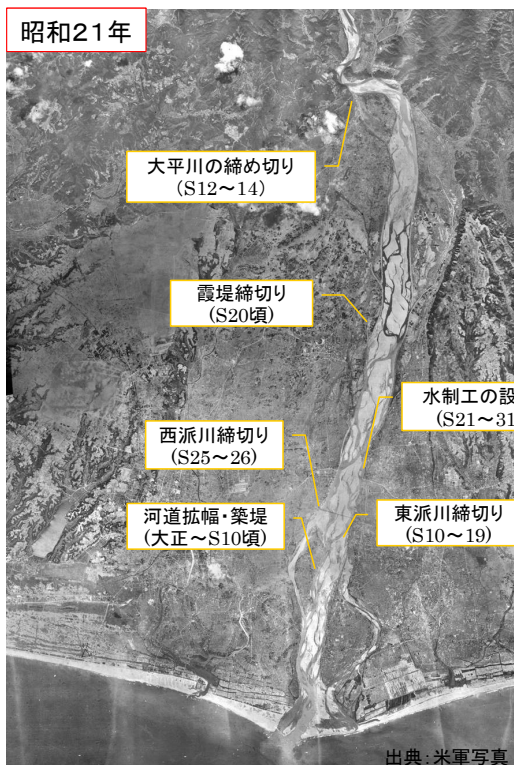 昭和21年
大平川の締め切り
(S12～14)
霞堤締切り
(S20頃)
水制工の設
(S21～31
西派川締切り
(S25～26)
河道拡幅・築堤
(大正～S10頃)
東派川締切り
(S10～19)
出典：米軍写真